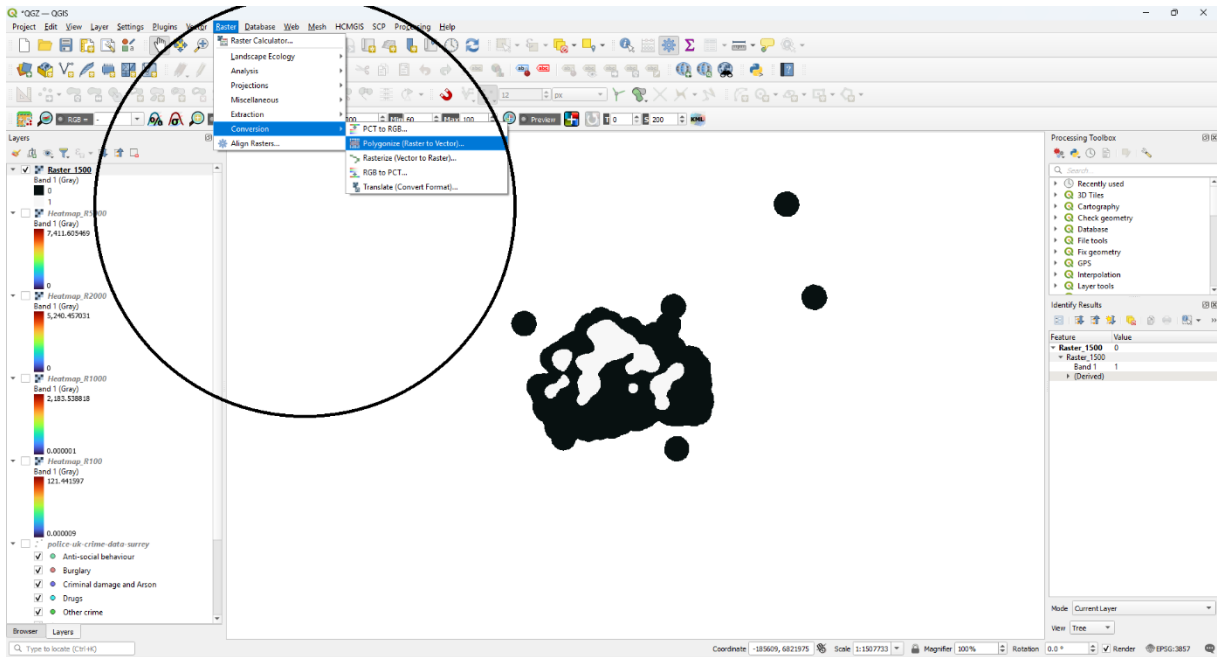 *QGZ — QGIS
Project Edit View Layer Settings Plugins Vector Raster Database Web Mesh HCMGIS SCP Processing Help
Raster Calculator...
Landscape Ecology
Analysis
Projections
Miscellaneous
Extraction
Conversion
Align Rasters...
PCT to RGB...
Polygonize (Raster to Vector)...
Rasterize (Vector to Raster)...
RGB to PCT...
Translate (Convert Format)...
12 px
RGB = - Min 60 Max 100 Preview T 0 S 200 KML
Layers
Raster_1500
Band 1 (Gray)
0
1
Heatmap_R5000
Band 1 (Gray)
7,411.605469
0
Heatmap_R2000
Band 1 (Gray)
5,240.457031
0
Heatmap_R1000
Band 1 (Gray)
2,183.538818
0.000001
Heatmap_R100
Band 1 (Gray)
121.441597
0.000009
police-uk-crime-data-surrey
Anti-social behaviour
Burglary
Criminal damage and Arson
Drugs
Other crime
Browser Layers
Processing Toolbox
Search...
Recently used
3D Tiles
Cartography
Check geometry
Database
File tools
Fix geometry
GPS
Interpolation
Layer tools
Identify Results
Feature Value
Raster_1500 0
Raster_1500
Band 1 1
(Derived)
Mode Current Layer
View Tree
Type to locate (Ctrl+K)
Coordinate -185609, 6821975 Scale 1:1507733 Magnifier 100% Rotation 0.0 ° Render EPSG:3857